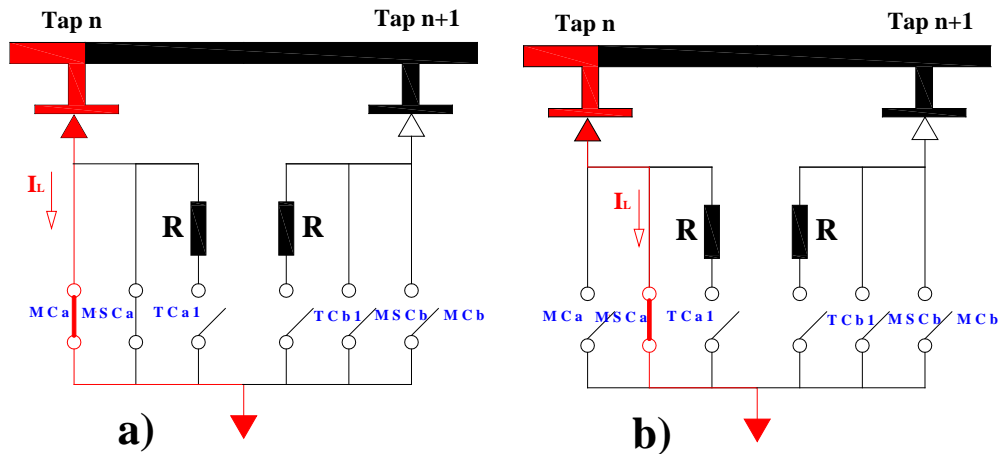 Tap n
Tap n+1
IL
R
R
MCa
MSCa
TCa1
TCb1
MSCb
MCb
a)
Tap n
Tap n+1
IL
R
R
MCa
MSCa
TCa1
TCb1
MSCb
MCb
b)